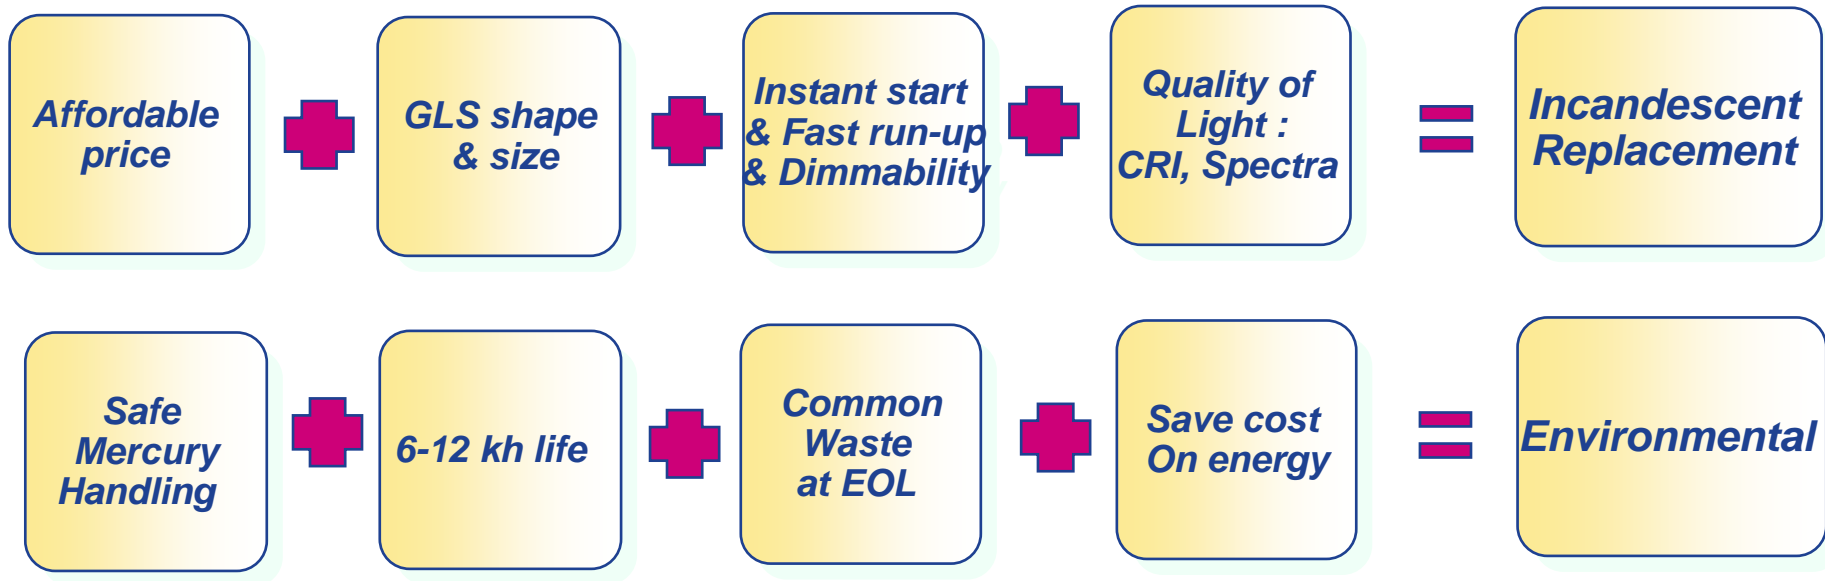 Affordable
price
GLS shape
& size
Instant start
& Fast run-up
& Dimmability
Quality of
Light :
CRI, Spectra
Incandescent
Replacement
Safe
Mercury
Handling
6-12 kh life
Common
Waste
at EOL
Save cost
On energy
Environmental